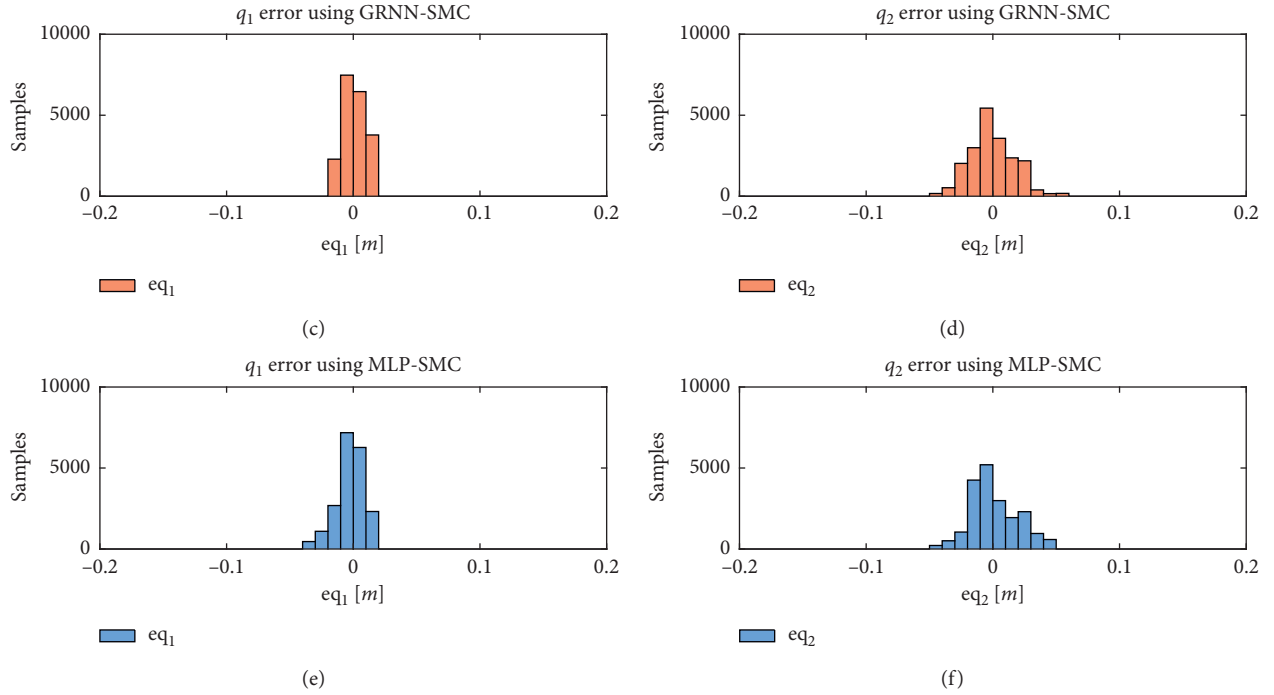 q₁ error using GRNN-SMC
10000
5000
0
Samples
−0.2
−0.1
0
0.1
0.2
eq₁ [m]
eq₁
(c)
q₂ error using GRNN-SMC
10000
5000
0
Samples
−0.2
−0.1
0
0.1
0.2
eq₂ [m]
eq₂
(d)
q₁ error using MLP-SMC
10000
5000
0
Samples
−0.2
−0.1
0
0.1
0.2
eq₁ [m]
eq₁
(e)
q₂ error using MLP-SMC
10000
5000
0
Samples
−0.2
−0.1
0
0.1
0.2
eq₂ [m]
eq₂
(f)